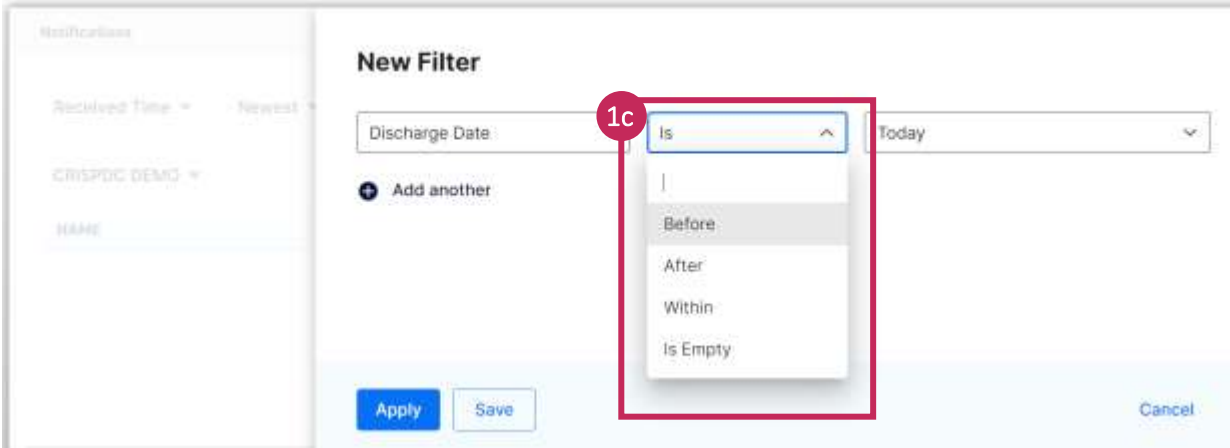 Notifications
New Filter
Received Time Newest
1c
Discharge Date Is Today
CRISPDC DEMO
Add another
NAME
Before
After
Within
Is Empty
Apply Save Cancel